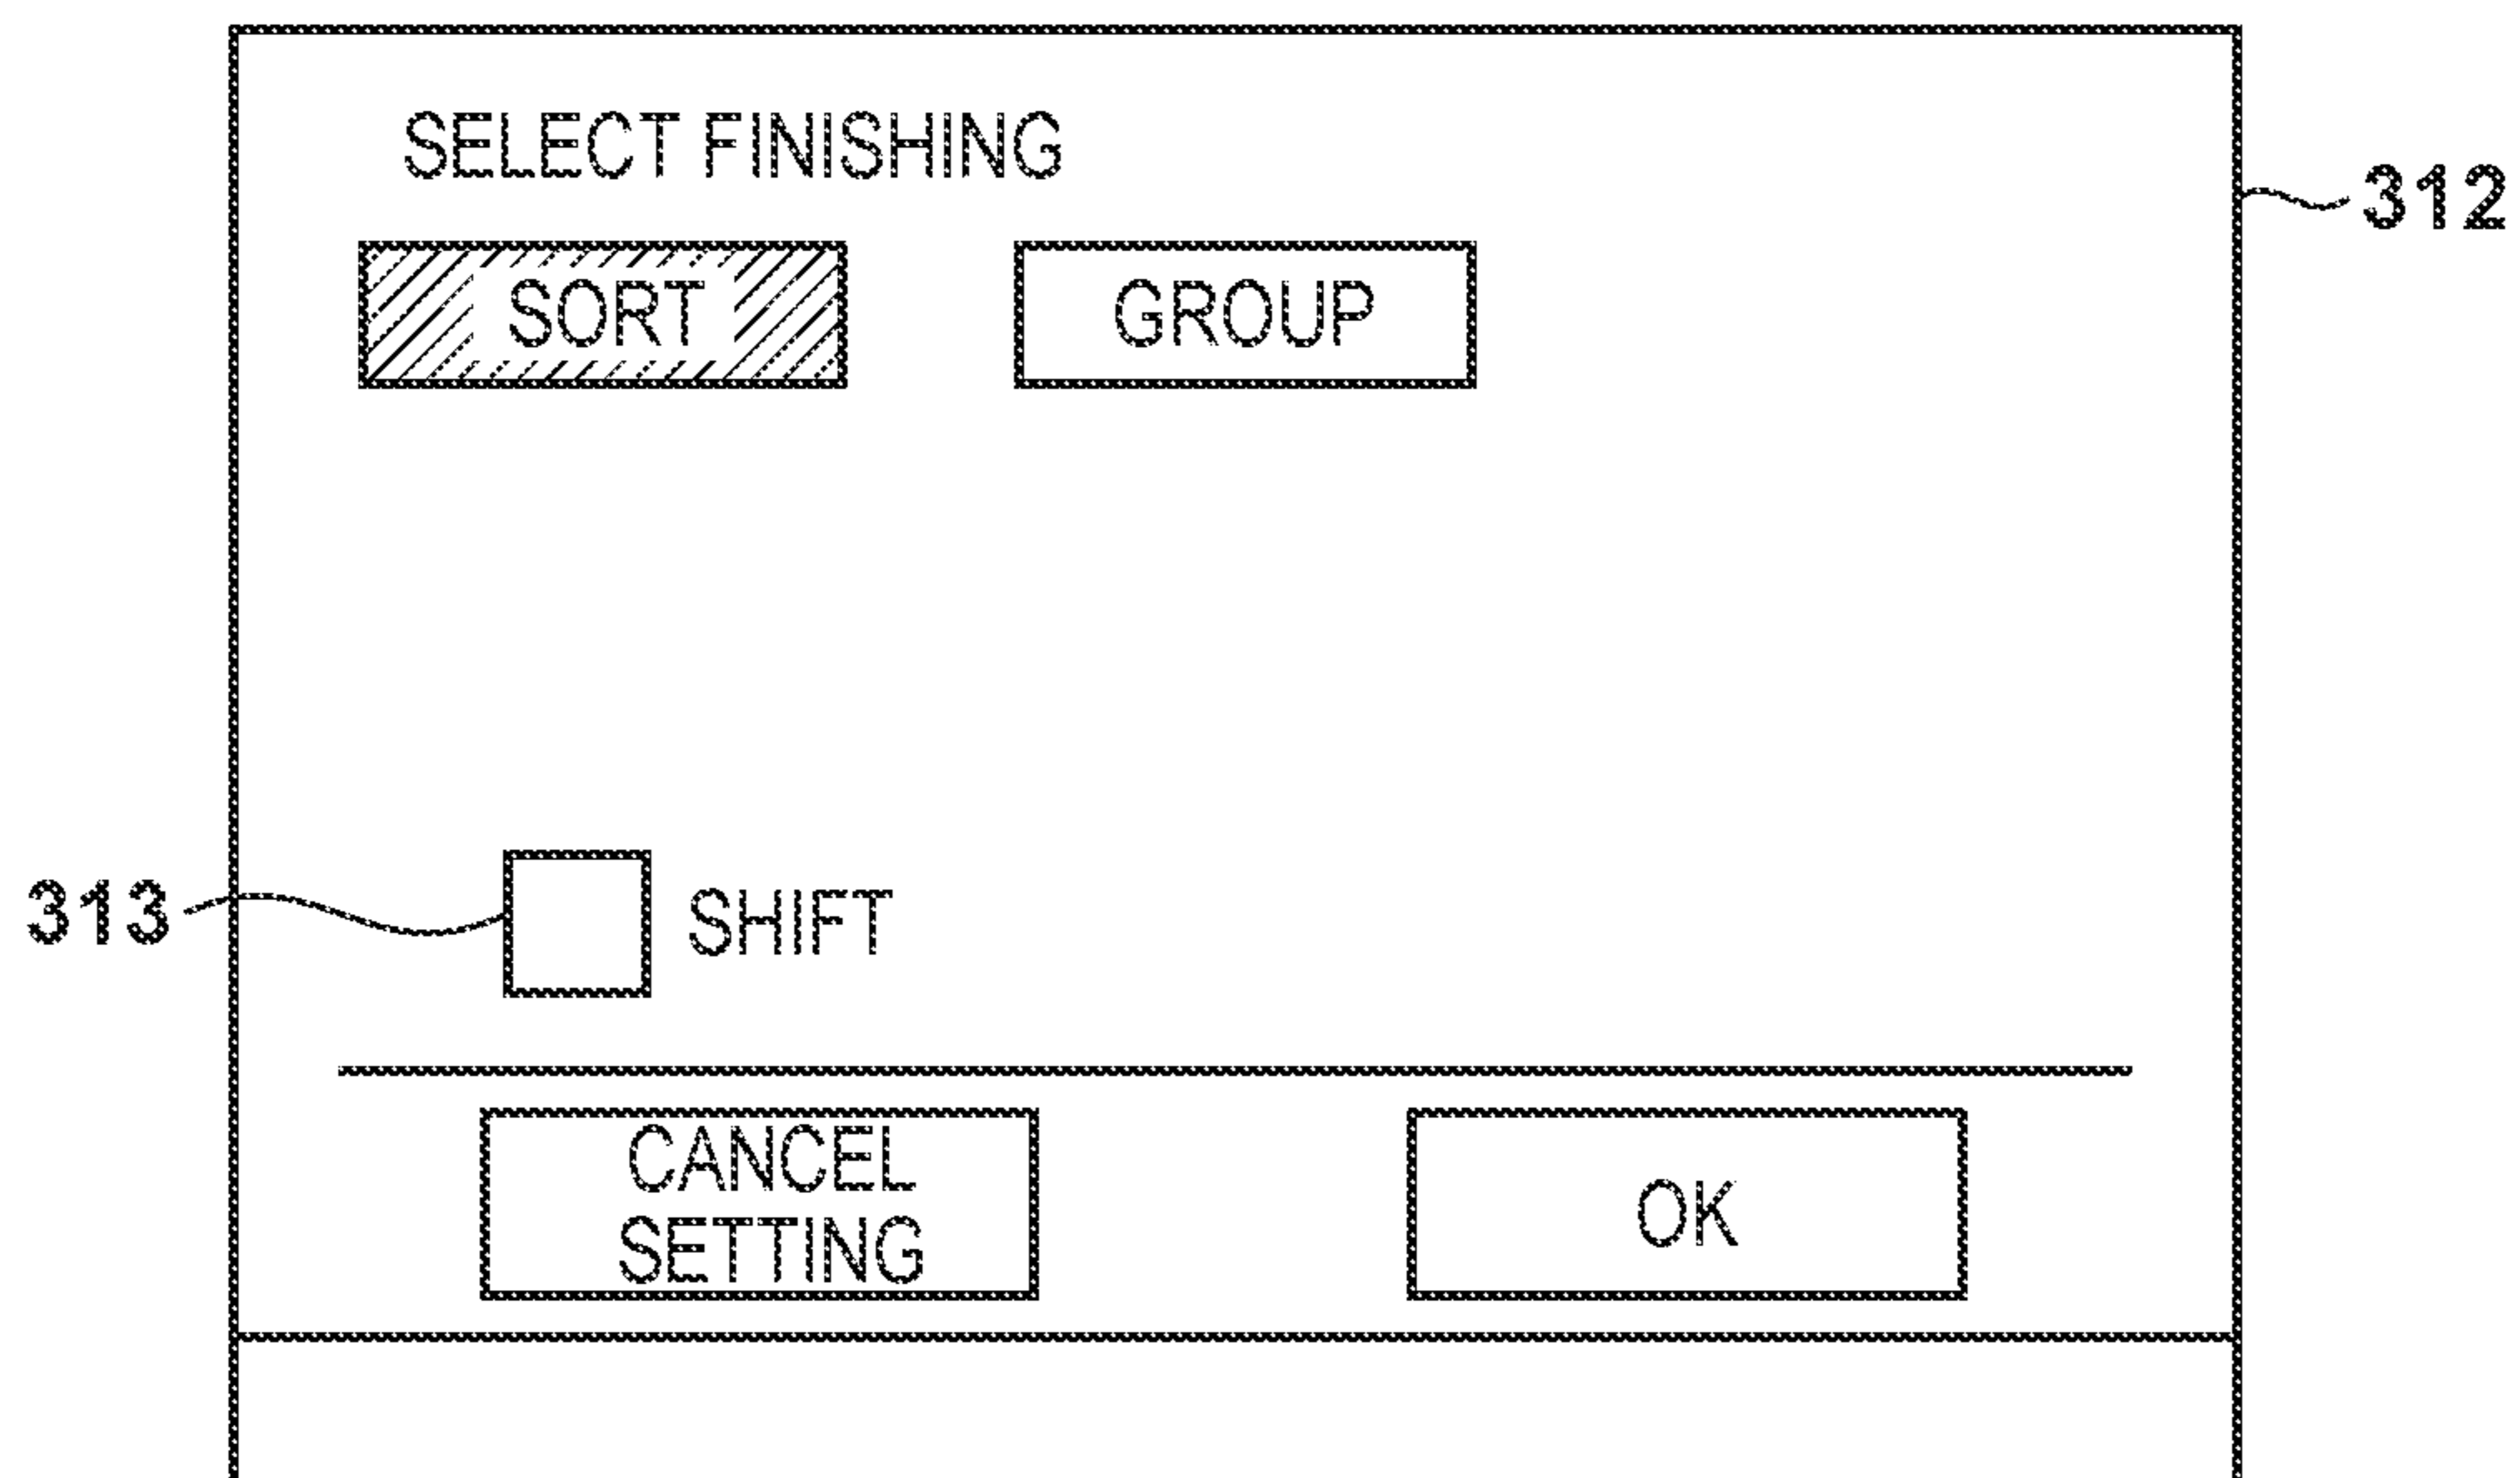 SELECT FINISHING
312
SORT
GROUP
313
SHIFT
CANCEL
SETTING
OK